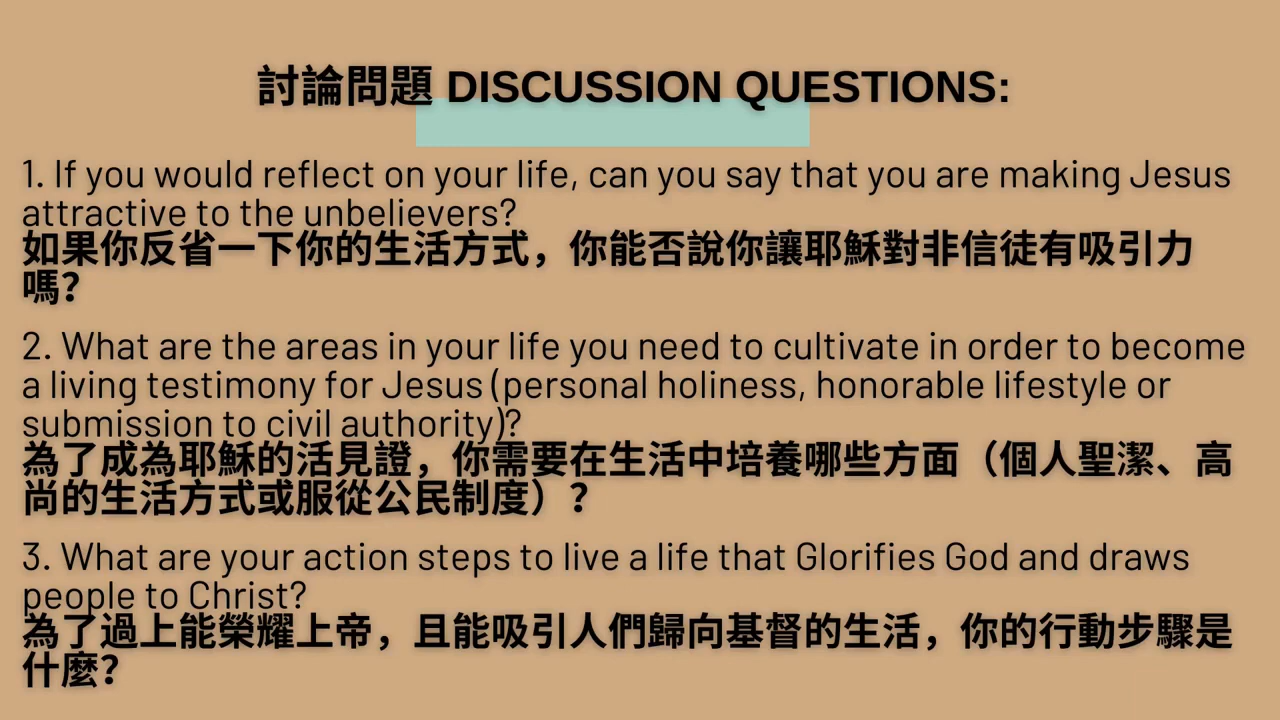 討論問題 DISCUSSION QUESTIONS:
1. If you would reflect on your life, can you say that you are making Jesus
attractive to the unbelievers?
如果你反省一下你的生活方式，你能否說你讓耶穌對非信徒有吸引力
嗎?
2. What are the areas in your life you need to cultivate in order to become
a living testimony for Jesus (personal holiness, honorable lifestyle or
submission to civil authority)?
為了成為耶穌的活見證，你需要在生活中培養哪些方面（個人聖潔、高
尚的生活方式或服從公民制度）？
3. What are your action steps to live a life that Glorifies God and draws
people to Christ?
為了過上能榮耀上帝，且能吸引人們歸向基督的生活，你的行動步驟是
什麼?